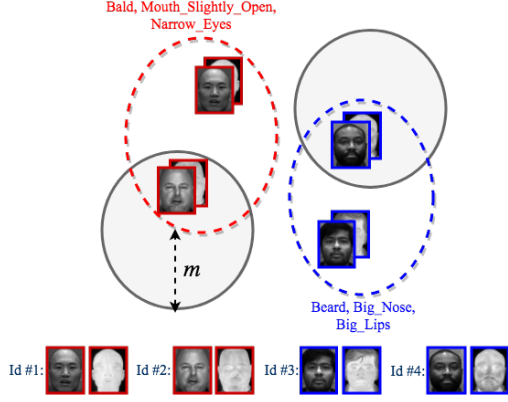 Bald, Mouth_Slightly_Open,
Narrow_Eyes
m
Beard, Big_Nose,
Big_Lips
Id #1: Id #2: Id #3: Id #4: